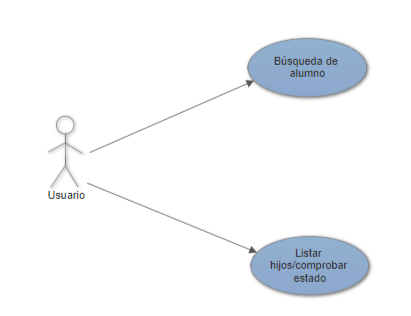 Búsqueda de
alumno
Usuario
Listar
hijos/comprobar
estado